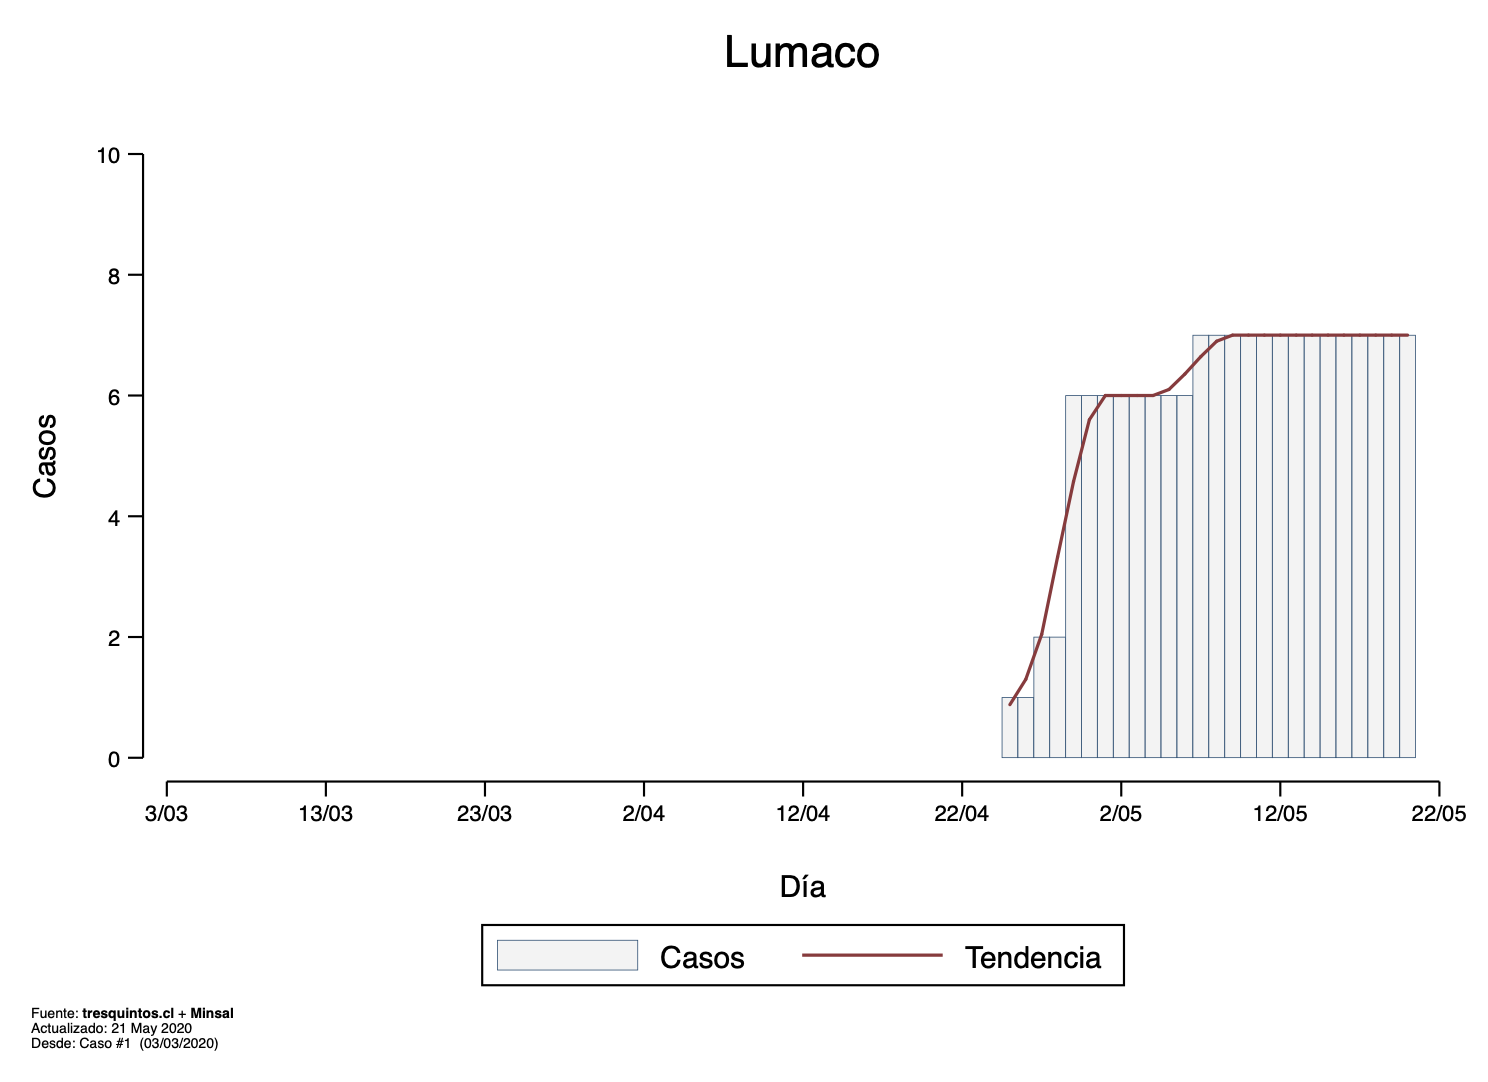 Lumaco
10
8
6
4
2
0
Casos
3/03 13/03 23/03 2/04 12/04 22/04 2/05 12/05 22/05
Día
Casos Tendencia
Fuente: tresquintos.cl + Minsal
Actualizado: 21 May 2020
Desde: Caso #1 (03/03/2020)